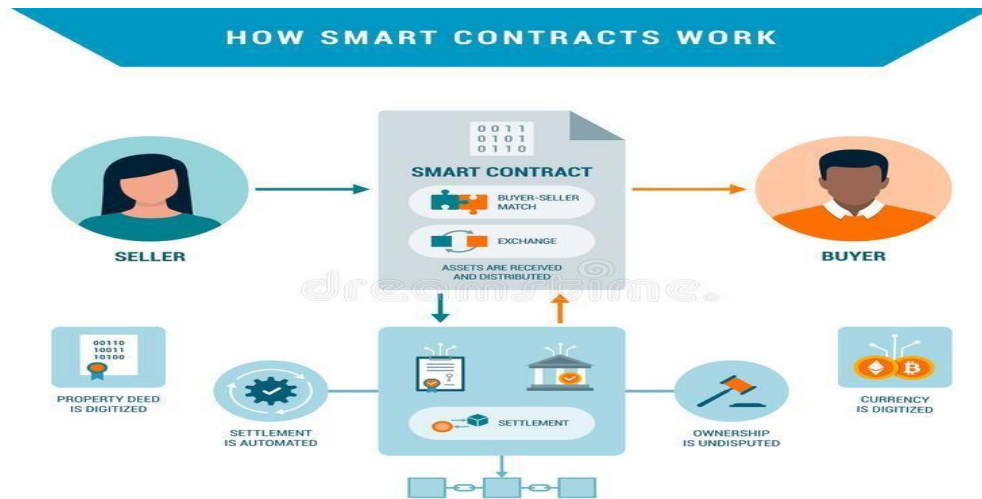 HOW SMART CONTRACTS WORK
0011
0101
0110
SMART CONTRACT
BUYER-SELLER
MATCH
EXCHANGE
ASSETS ARE RECEIVED
AND DISTRIBUTED
SELLER
BUYER
dreamstime.
00110
10011
10100
PROPERTY DEED
IS DIGITIZED
SETTLEMENT
IS AUTOMATED
SETTLEMENT
OWNERSHIP
IS UNDISPUTED
CURRENCY
IS DIGITIZED